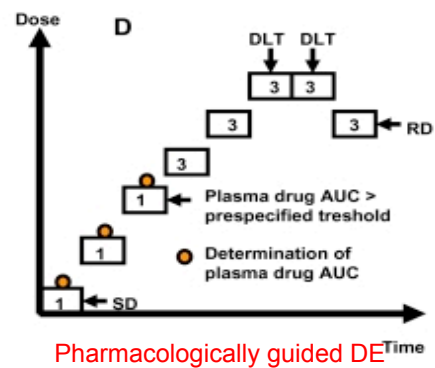 Dose
D
DLT DLT
3 3
3
3
RD
3
1
Plasma drug AUC >
prespecified treshold
1
Determination of
plasma drug AUC
1
SD
Time
Pharmacologically guided DE